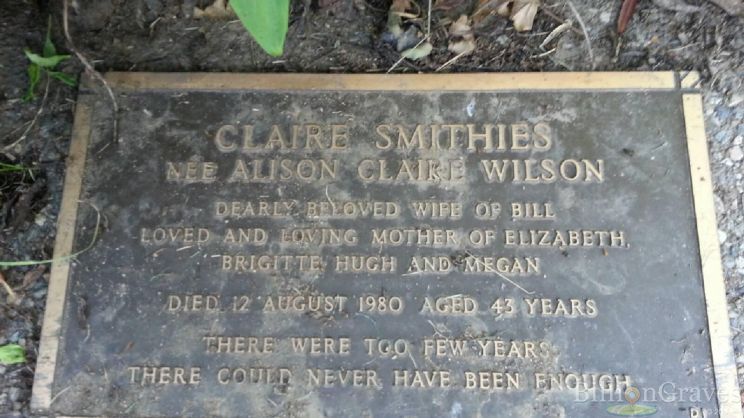 CLAIRE SMITHIES
NÉE ALISON CLAIRE WILSON
DEARLY BELOVED WIFE OF BILL
LOVED AND LOVING MOTHER OF ELIZABETH,
BRIGITTE, HUGH AND MEGAN
DIED 12 AUGUST 1980 AGED 43 YEARS
THERE WERE TOO FEW YEARS
THERE COULD NEVER HAVE BEEN ENOUGH
BillionGraves